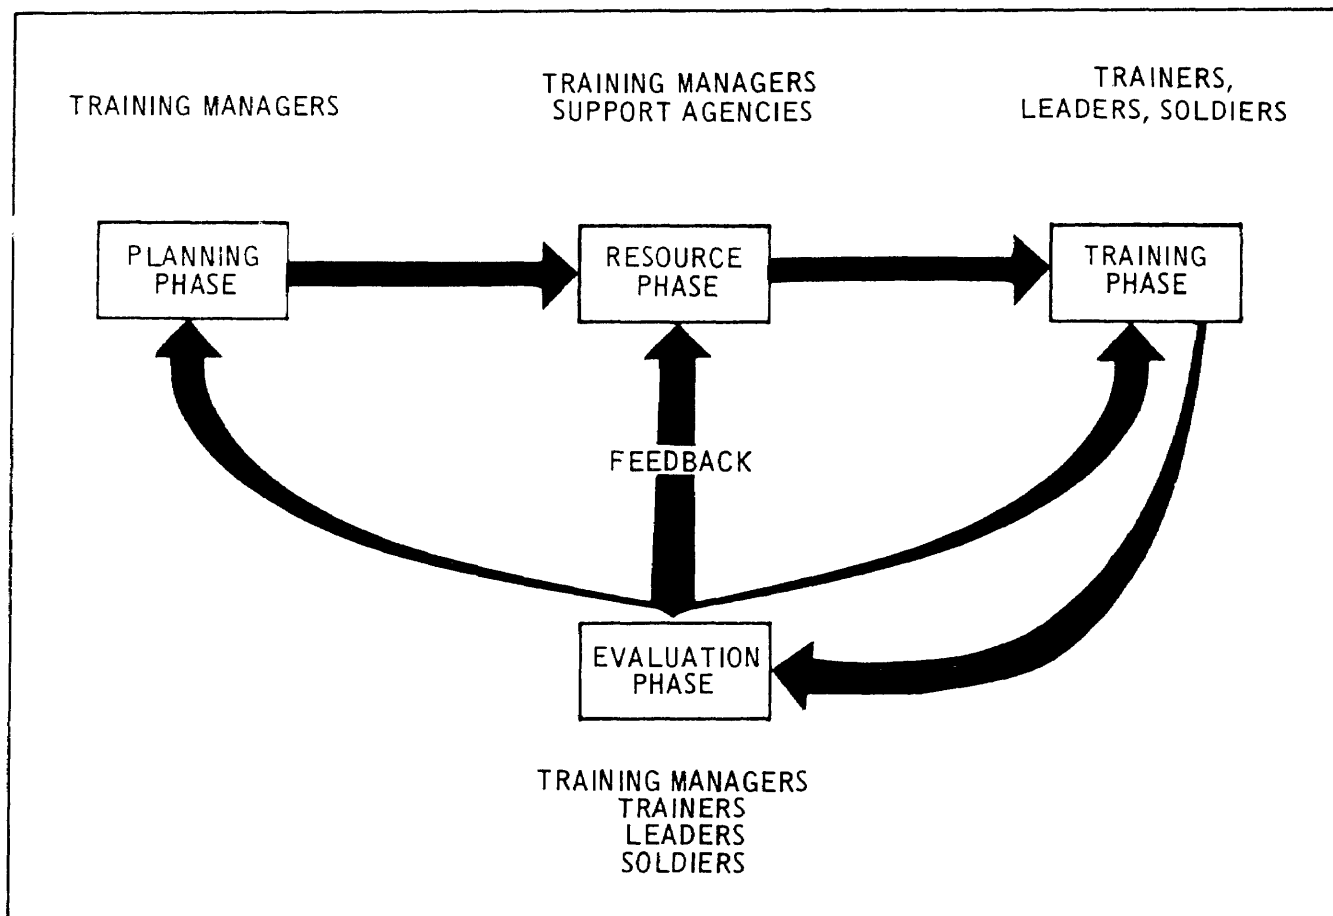 TRAINING MANAGERS
TRAINING MANAGERS
SUPPORT AGENCIES
TRAINERS,
LEADERS, SOLDIERS
PLANNING
PHASE
RESOURCE
PHASE
TRAINING
PHASE
FEEDBACK
EVALUATION
PHASE
TRAINING MANAGERS
TRAINERS
LEADERS
SOLDIERS